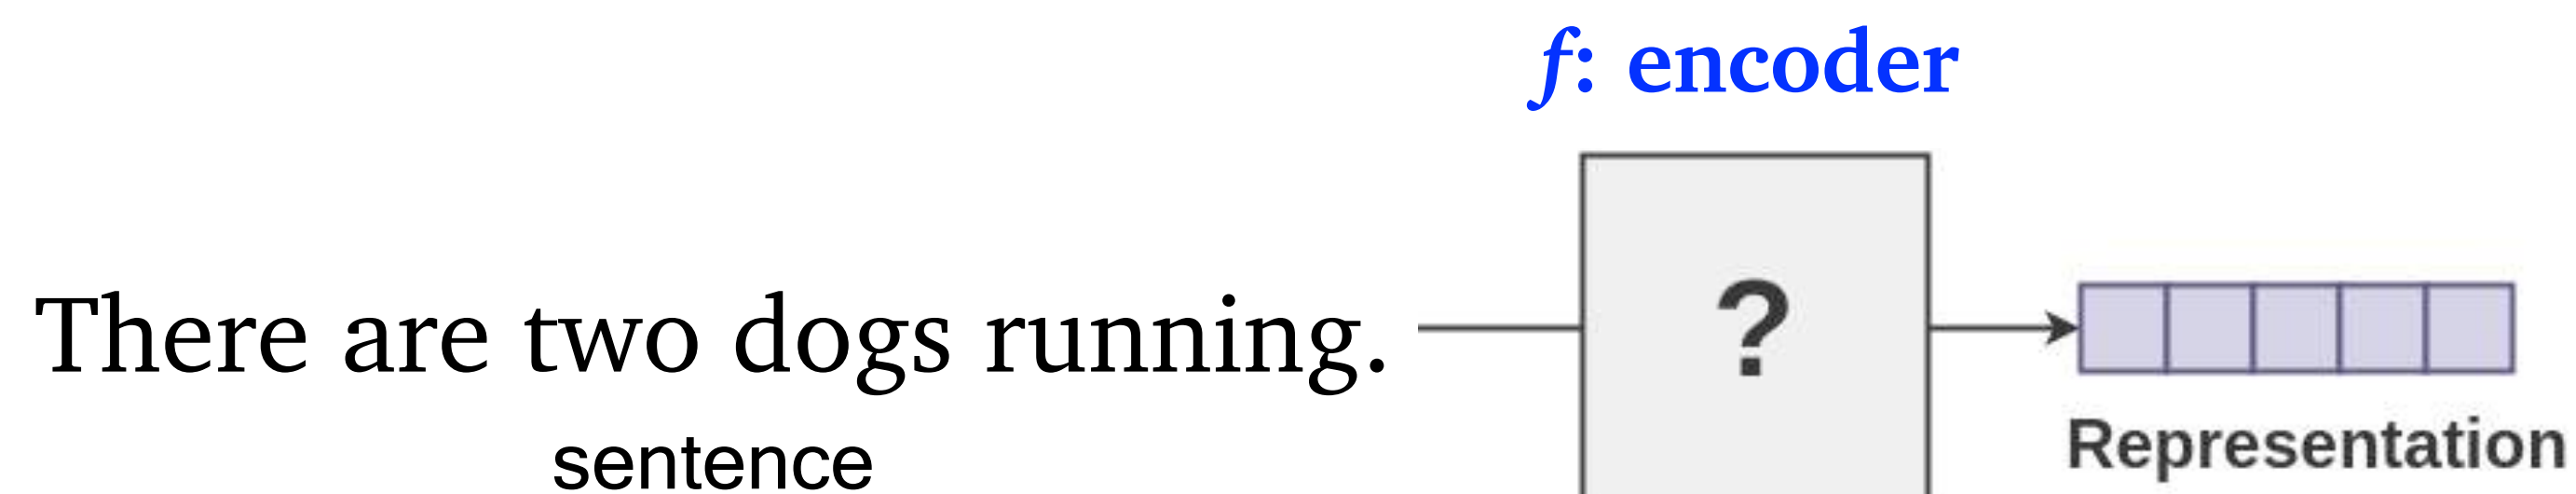 f: encoder
There are two dogs running.
?
sentence
Representation